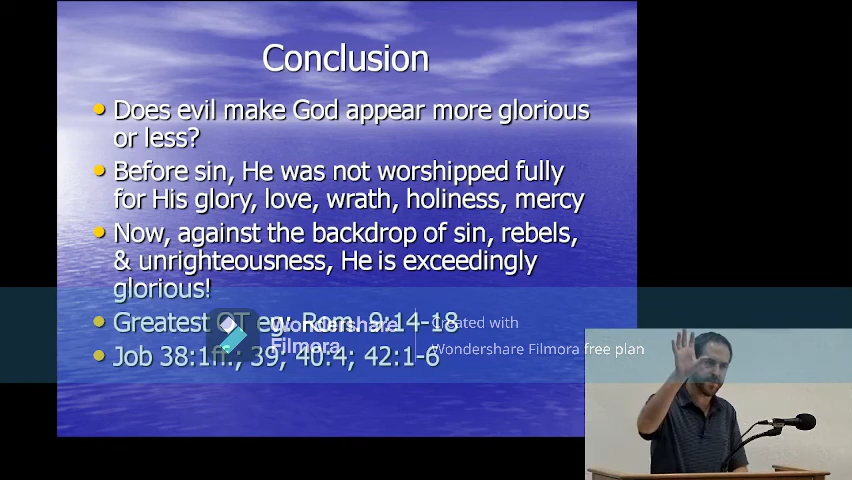 Conclusion
• Does evil make God appear more glorious
or less?
• Before sin, He was not worshipped fully
for His glory, love, wrath, holiness, mercy
• Now, against the backdrop of sin, rebels,
& unrighteousness, He is exceedingly
glorious!
• Greatest OT eg; Rom. 9:14-18
• Job 38:1ff.; 39; 40:4; 42:1-6
Wondershare
Filmora
Created with
Wondershare Filmora free plan